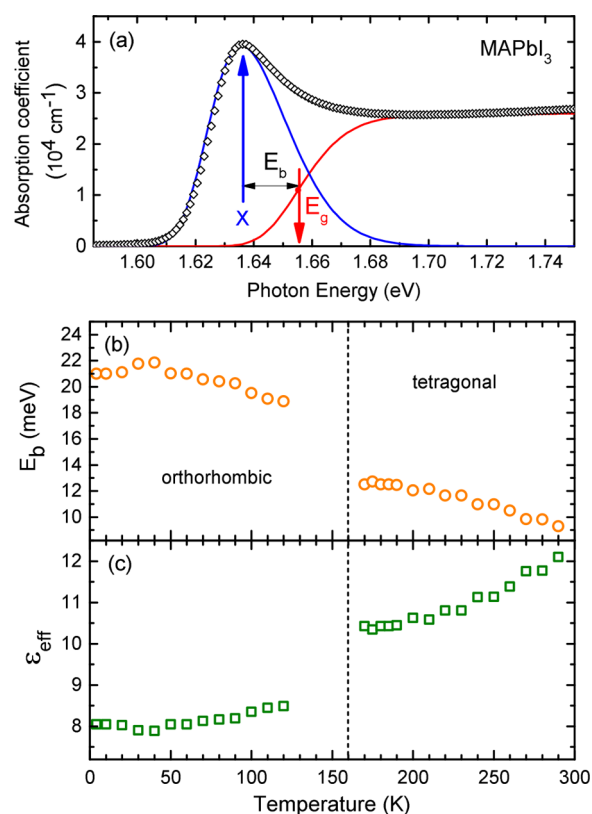 (a)
MAPbI₃
Absorption coefficient
(10⁴ cm⁻¹)
4
3
2
1
0
E_b
X
E_g
1.60 1.62 1.64 1.66 1.68 1.70 1.72 1.74
Photon Energy (eV)
(b)
tetragonal
orthorhombic
E_b (meV)
24
22
20
18
16
14
12
10
(c)
ε_eff
12
11
10
9
8
0 50 100 150 200 250 300
Temperature (K)